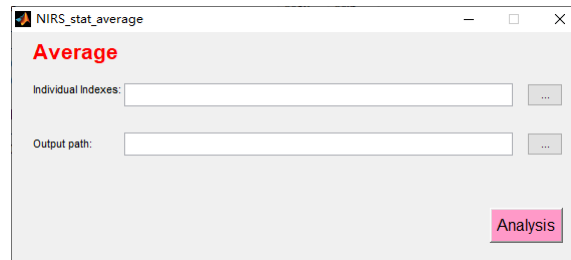 NIRS_stat_average
Average
Individual Indexes:
...
Output path:
...
Analysis